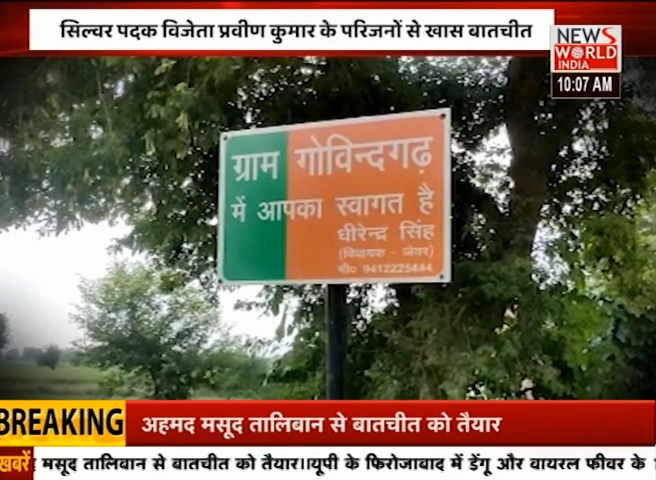 सिल्वर पदक विजेता प्रवीण कुमार के परिजनों से खास बातचीत
NEWS
WORLD
INDIA
10:07 AM
ग्राम गोविन्दगढ़
में आपका स्वागत है
धीरेन्द्र सिंह
(विधायक - जेवर)
मो० 9412225444
BREAKING अहमद मसूद तालिबान से बातचीत को तैयार
खबरें मसूद तालिबान से बातचीत को तैयार।।यूपी के फिरोजाबाद में डेंगू और वायरल फीवर के